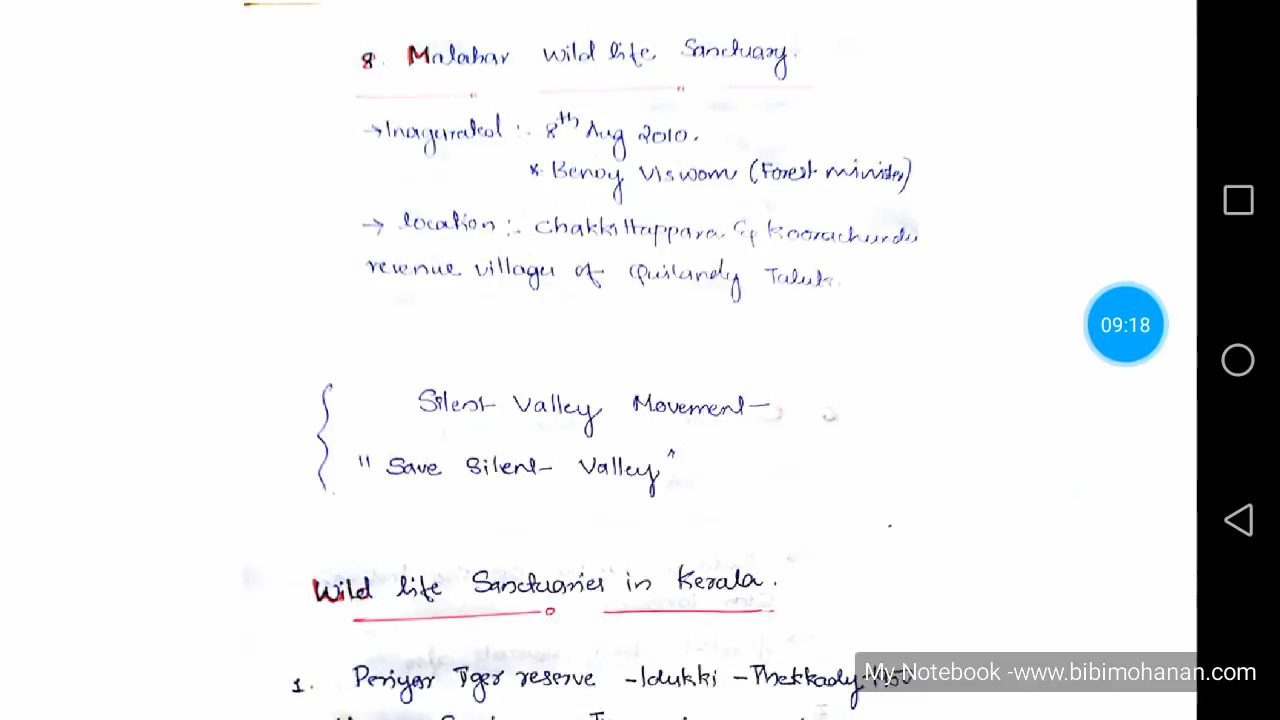 8. Malabar Wild life Sanctuary.
→Inagurated :- 8th Aug 2010.
* Benoy Viswom (Forest minister)
→ location :- Chakkittappara & Koorachundu
revenue villages of Quilandy Taluk.
09:18
Silent Valley Movement—
"Save Silent Valley"
Wild life Sanctuaries in Kerala.
1. Periyar Tiger reserve -Idukki -Thekkady-
My Notebook -www.bibimohanan.com